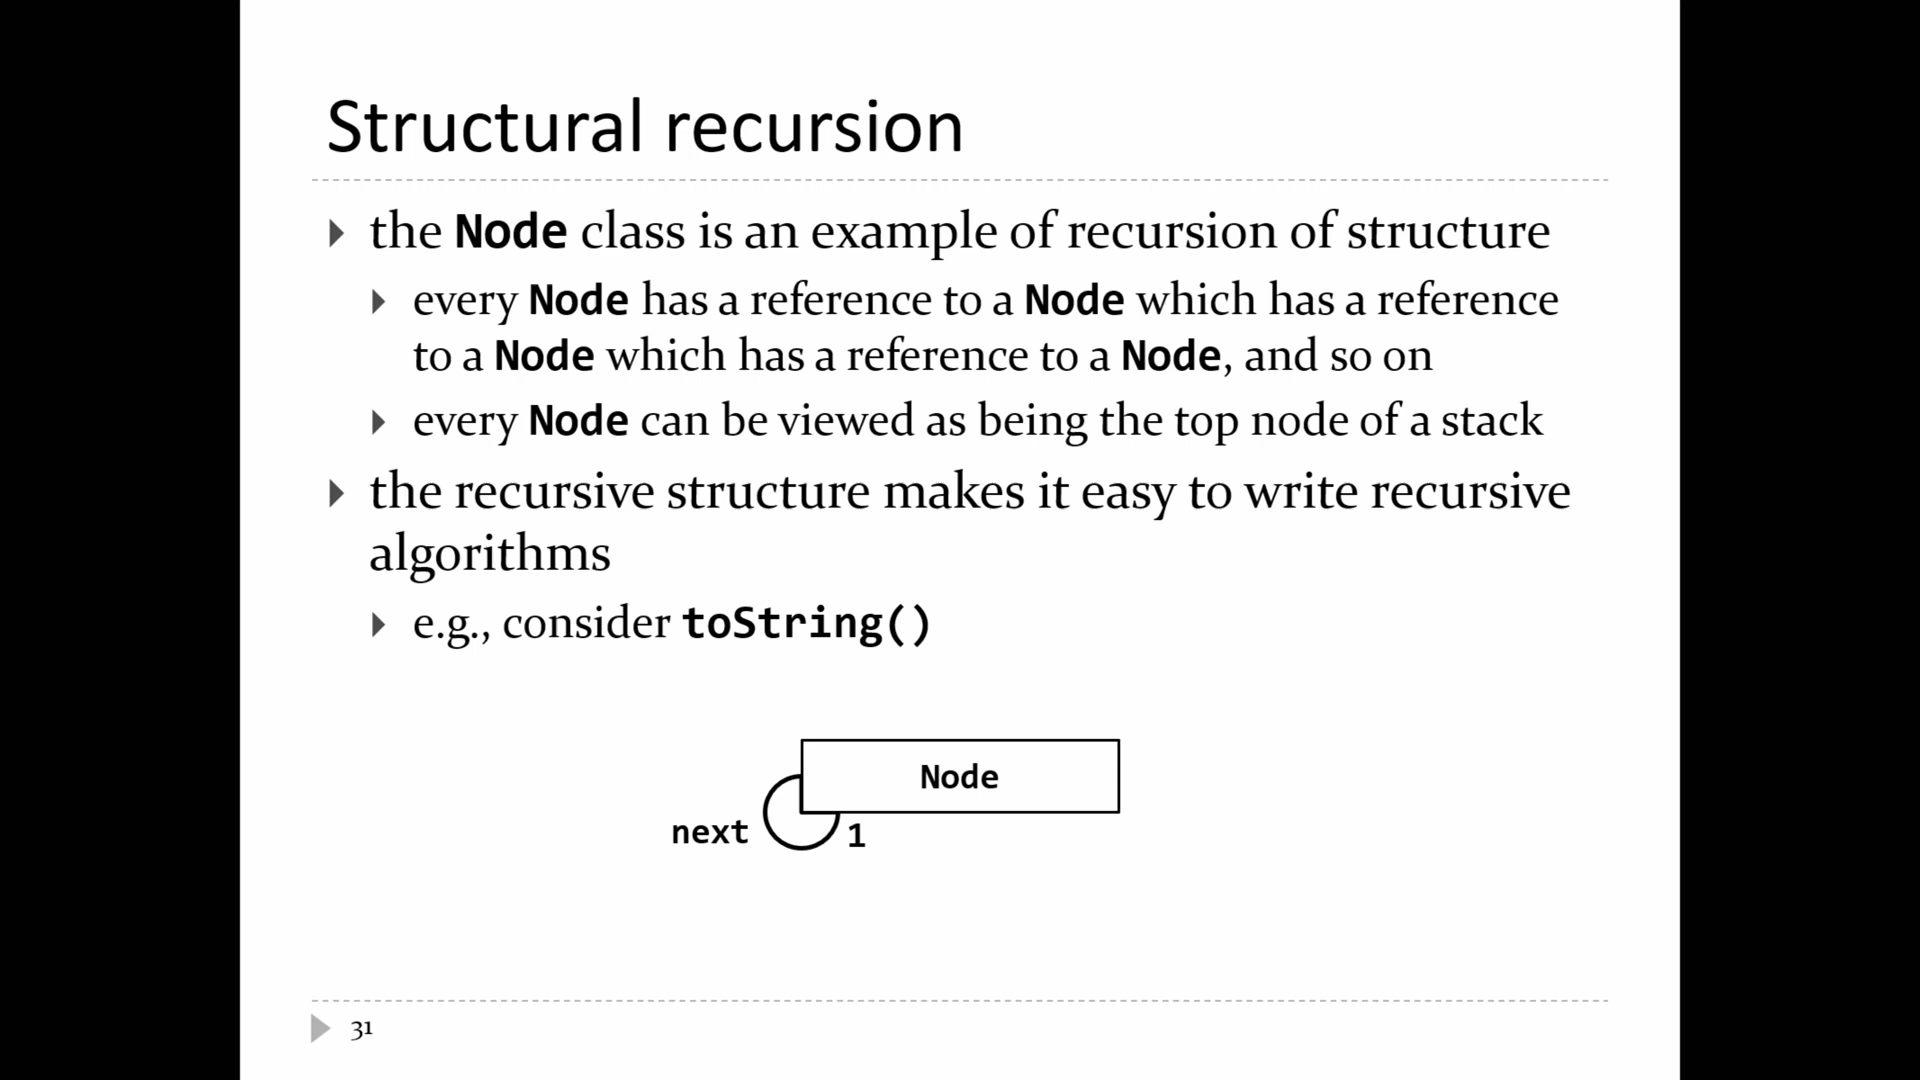 Structural recursion
the Node class is an example of recursion of structure
every Node has a reference to a Node which has a reference
to a Node which has a reference to a Node, and so on
every Node can be viewed as being the top node of a stack
the recursive structure makes it easy to write recursive
algorithms
e.g., consider toString()
Node
next 1
31